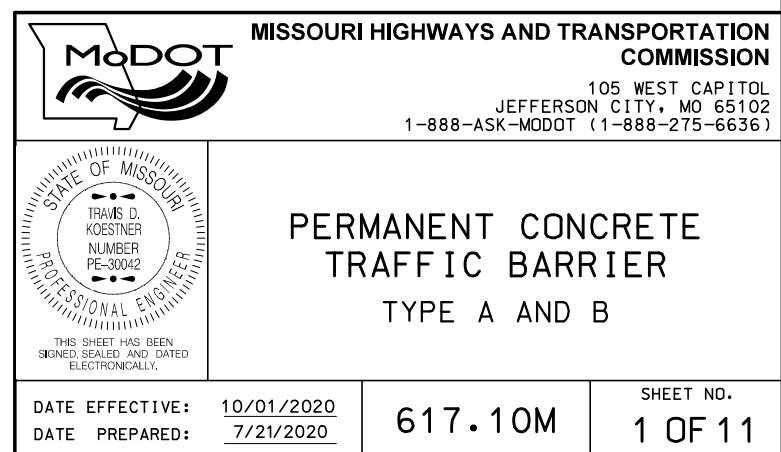 MoDOT
MISSOURI HIGHWAYS AND TRANSPORTATION
COMMISSION
105 WEST CAPITOL
JEFFERSON CITY, MO 65102
1-888-ASK-MODOT (1-888-275-6636)
STATE OF MISSOURI
TRAVIS D.
KOESTNER
NUMBER
PE-30042
PROFESSIONAL ENGINEER
THIS SHEET HAS BEEN
SIGNED, SEALED AND DATED
ELECTRONICALLY.
PERMANENT CONCRETE
TRAFFIC BARRIER
TYPE A AND B
DATE EFFECTIVE: 10/01/2020
DATE PREPARED: 7/21/2020
617.10M
SHEET NO.
1 OF 11